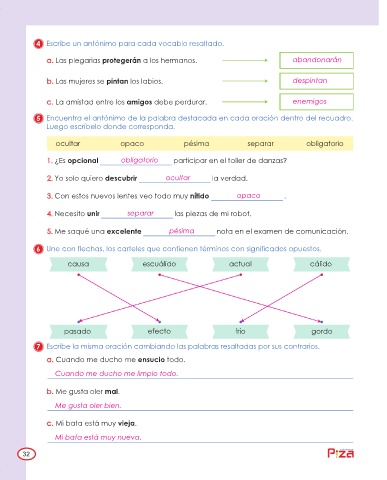 4 Escribe un antónimo para cada vocablo resaltado.
a. Las plegarias protegerán a los hermanos. abandonarán
b. Las mujeres se pintan los labios. despintan
c. La amistad entre los amigos debe perdurar. enemigos
5 Encuentra el antónimo de la palabra destacada en cada oración dentro del recuadro.
Luego escríbelo donde corresponda.
ocultar opaco pésima separar obligatorio
1. ¿Es opcional obligatorio participar en el taller de danzas?
2. Yo solo quiero descubrir ocultar la verdad.
3. Con estos nuevos lentes veo todo muy nítido opaco .
4. Necesito unir separar las piezas de mi robot.
5. Me saqué una excelente pésima nota en el examen de comunicación.
6 Une con flechas, los carteles que contienen términos con significados opuestos.
causa escuálido actual cálido
pasado efecto frío gordo
7 Escribe la misma oración cambiando las palabras resaltadas por sus contrarios.
a. Cuando me ducho me ensucio todo.
Cuando me ducho me limpio todo.
b. Me gusta oler mal.
Me gusta oler bien.
c. Mi bata está muy vieja.
Mi bata está muy nueva.
32 Piza